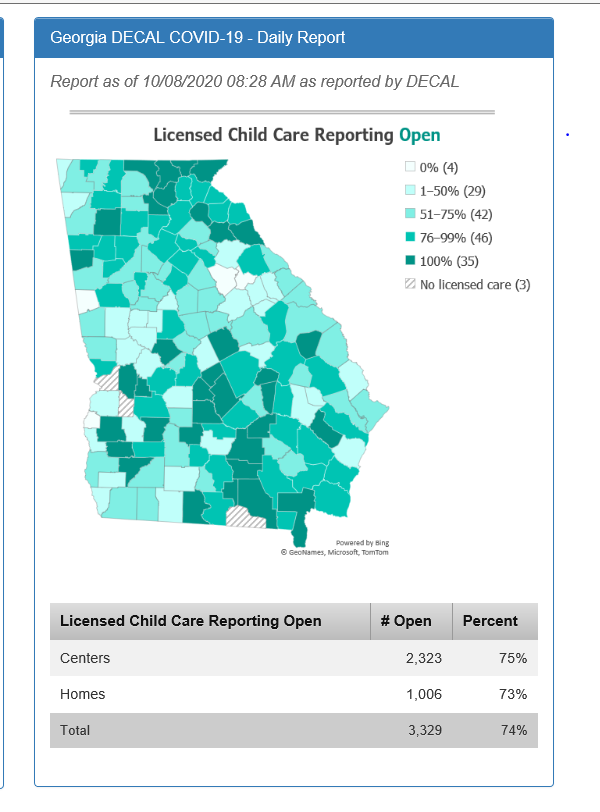 Georgia DECAL COVID-19 - Daily Report
Report as of 10/08/2020 08:28 AM as reported by DECAL
Licensed Child Care Reporting Open
0% (4)
1–50% (29)
51–75% (42)
76–99% (46)
100% (35)
No licensed care (3)
Powered by Bing
© GeoNames, Microsoft, TomTom
Licensed Child Care Reporting Open # Open Percent
Centers 2,323 75%
Homes 1,006 73%
Total 3,329 74%